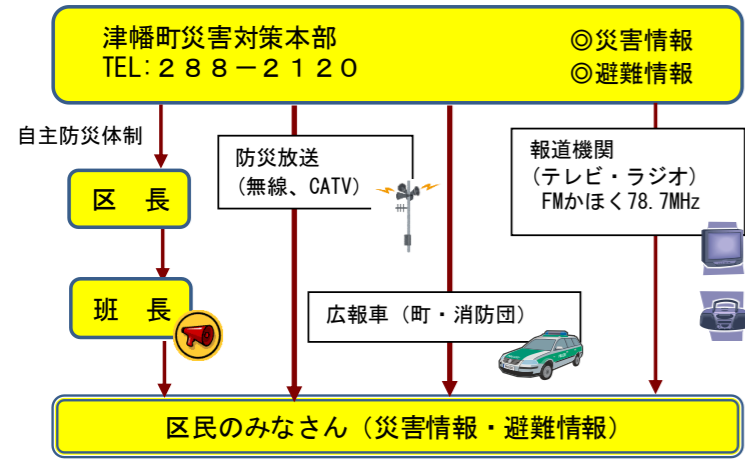 津幡町災害対策本部
TEL:２８８－２１２０
◎災害情報
◎避難情報
自主防災体制
区　長
班　長
防災放送
(無線、CATV)
広報車（町・消防団）
報道機関
(テレビ・ラジオ)
FMかほく78.7MHz
区民のみなさん（災害情報・避難情報）